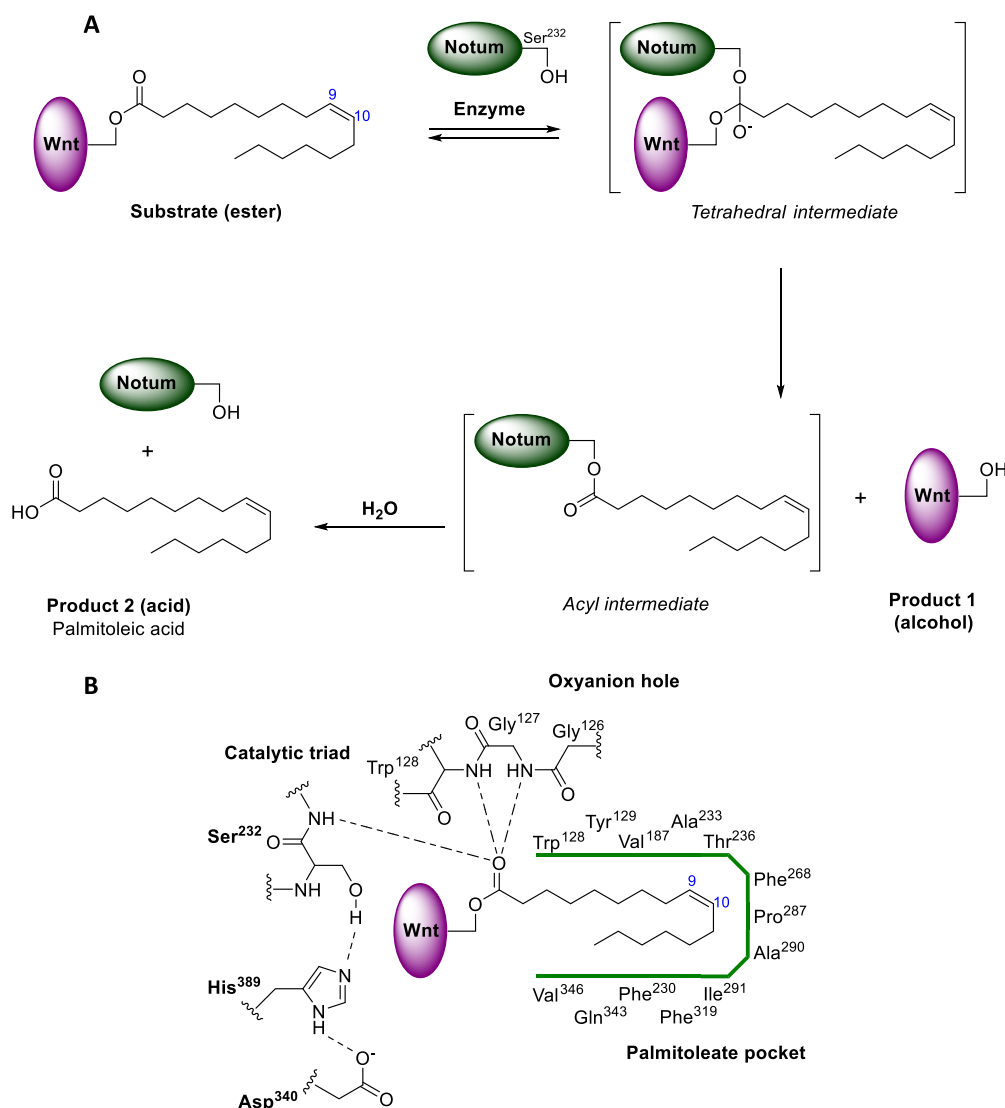 A
Notum
Ser²³²
OH
O
O
9
10
Wnt
Enzyme
Notum
O
O
O⁻
Wnt
Substrate (ester)
Tetrahedral intermediate
Notum
OH
+
O
HO
H₂O
Notum
O
O
+
OH
Wnt
Product 2 (acid)
Palmitoleic acid
Acyl intermediate
Product 1
(alcohol)
B
Oxyanion hole
Gly¹²⁷
Gly¹²⁶
O
Catalytic triad
Trp¹²⁸
NH
HN
O
O
NH
Ser²³²
O
NH
O
H
Tyr¹²⁹
Ala²³³
Trp¹²⁸
Val¹⁸⁷
Thr²³⁶
O
O
9
10
Wnt
Phe²⁶⁸
Pro²⁸⁷
Ala²⁹⁰
His³⁸⁹
N
N
H
Val³⁴⁶
Phe²³⁰
Ile²⁹¹
Gln³⁴³
Phe³¹⁹
Palmitoleate pocket
O⁻
O
Asp³⁴⁰